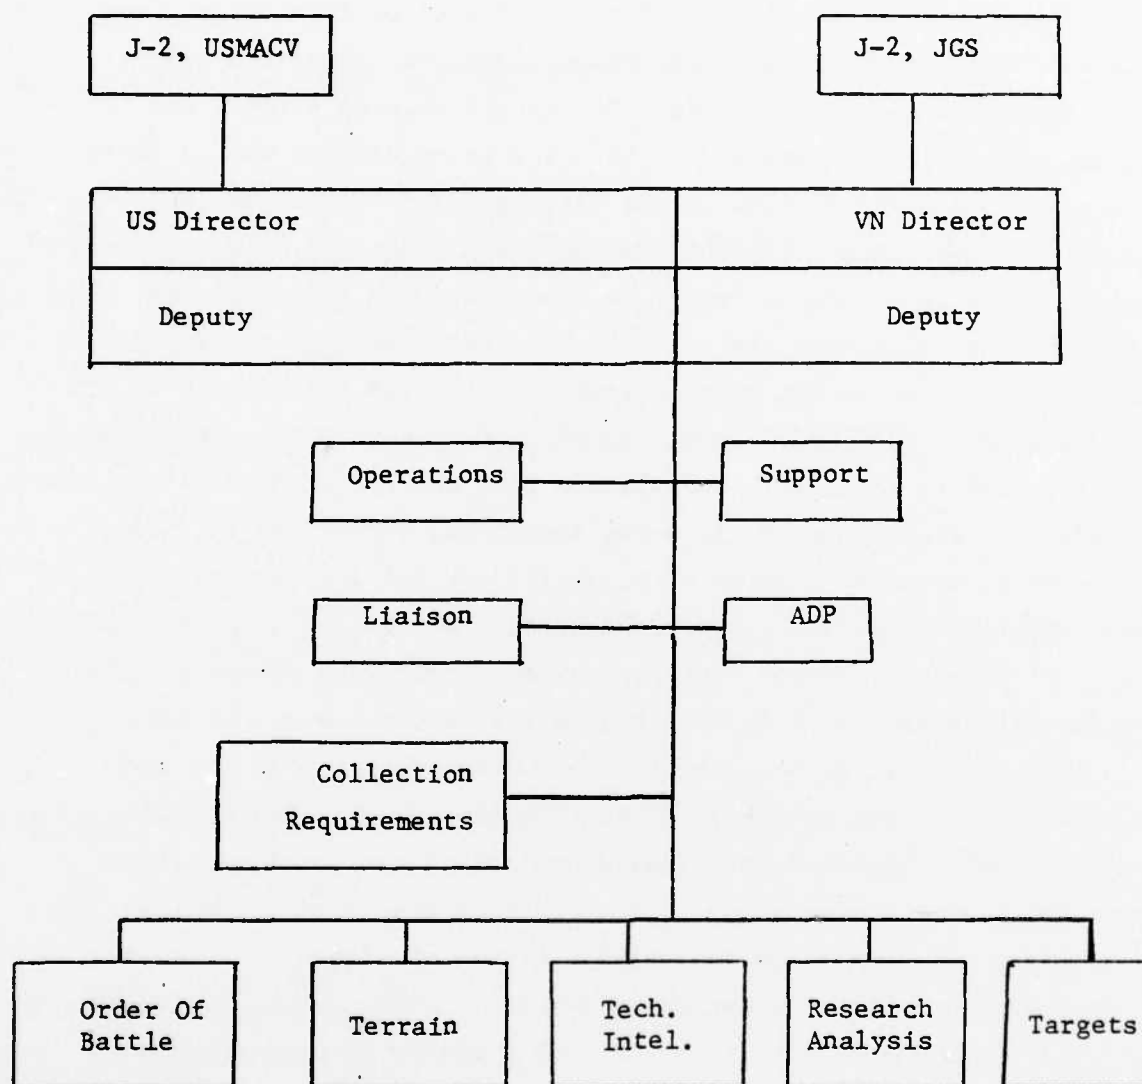 J-2, USMACV
J-2, JGS
US Director
VN Director
Deputy
Deputy
Operations
Support
Liaison
ADP
Collection
Requirements
Order Of
Battle
Terrain
Tech.
Intel.
Research
Analysis
Targets